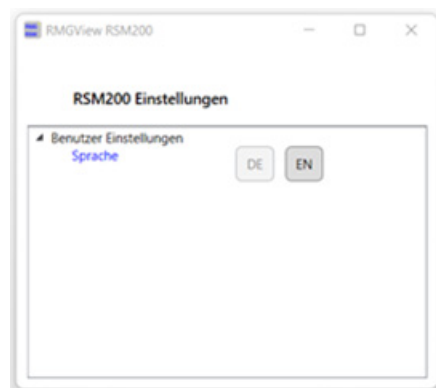 RMGView RSM200
RSM200 Einstellungen
Benutzer Einstellungen
Sprache DE EN